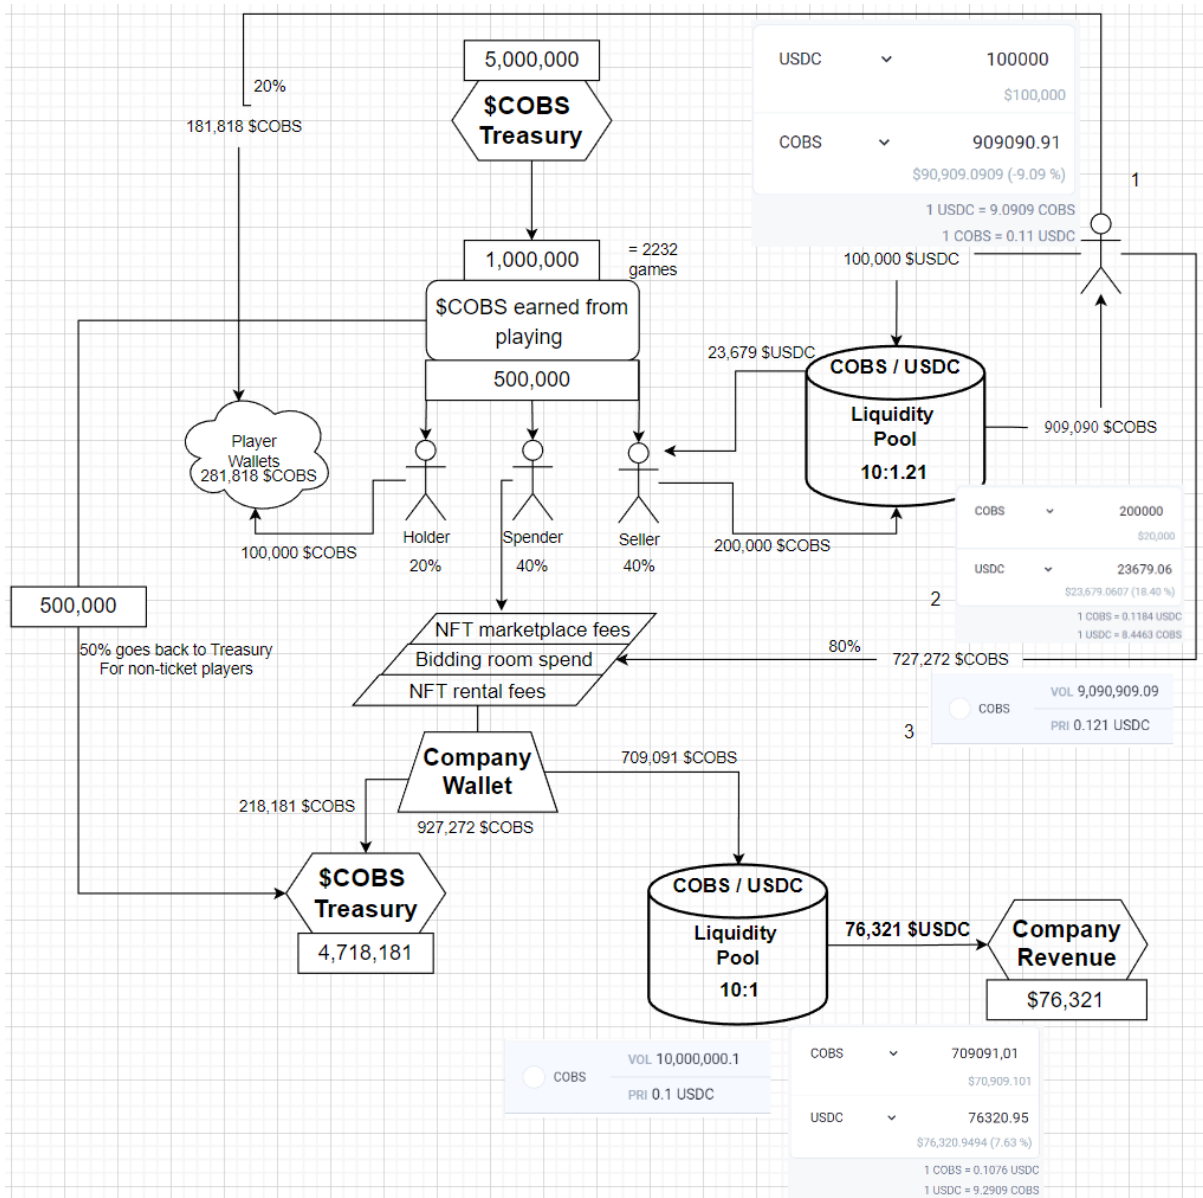 5,000,000
$COBS
Treasury
20%
181,818 $COBS
USDC
100000
$100,000
COBS
909090.91
$90,909.0909 (-9.09 %)
1 USDC = 9.0909 COBS
1 COBS = 0.11 USDC
1
1,000,000
= 2232
games
$COBS earned from
playing
500,000
100,000 $USDC
23,679 $USDC
COBS / USDC
Liquidity
Pool
10:1.21
909,090 $COBS
Player
Wallets
281,818 $COBS
100,000 $COBS
Holder
20%
Spender
40%
Seller
40%
200,000 $COBS
COBS
200000
$20,000
USDC
23679.06
$23,679.0607 (18.40 %)
1 COBS = 0.1184 USDC
1 USDC = 8.4463 COBS
2
500,000
50% goes back to Treasury
For non-ticket players
NFT marketplace fees
Bidding room spend
NFT rental fees
80%
727,272 $COBS
COBS
VOL 9,090,909.09
PRI 0.121 USDC
3
Company
Wallet
927,272 $COBS
218,181 $COBS
709,091 $COBS
$COBS
Treasury
4,718,181
COBS / USDC
Liquidity
Pool
10:1
76,321 $USDC
Company
Revenue
$76,321
COBS
VOL 10,000,000.1
PRI 0.1 USDC
COBS
709091,01
$70,909.101
USDC
76320.95
$76,320.9494 (7.63 %)
1 COBS = 0.1076 USDC
1 USDC = 9.2909 COBS